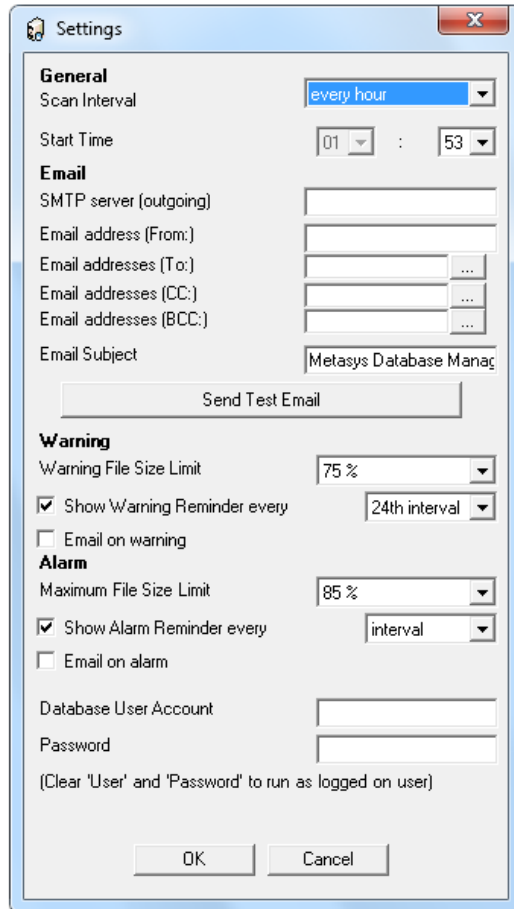 Settings
General
Scan Interval every hour
Start Time 01 : 53
Email
SMTP server (outgoing)
Email address (From:)
Email addresses (To:) ...
Email addresses (CC:) ...
Email addresses (BCC:) ...
Email Subject Metasys Database Manag
Send Test Email
Warning
Warning File Size Limit 75 %
Show Warning Reminder every 24th interval
Email on warning
Alarm
Maximum File Size Limit 85 %
Show Alarm Reminder every interval
Email on alarm
Database User Account
Password
(Clear 'User' and 'Password' to run as logged on user)
OK Cancel